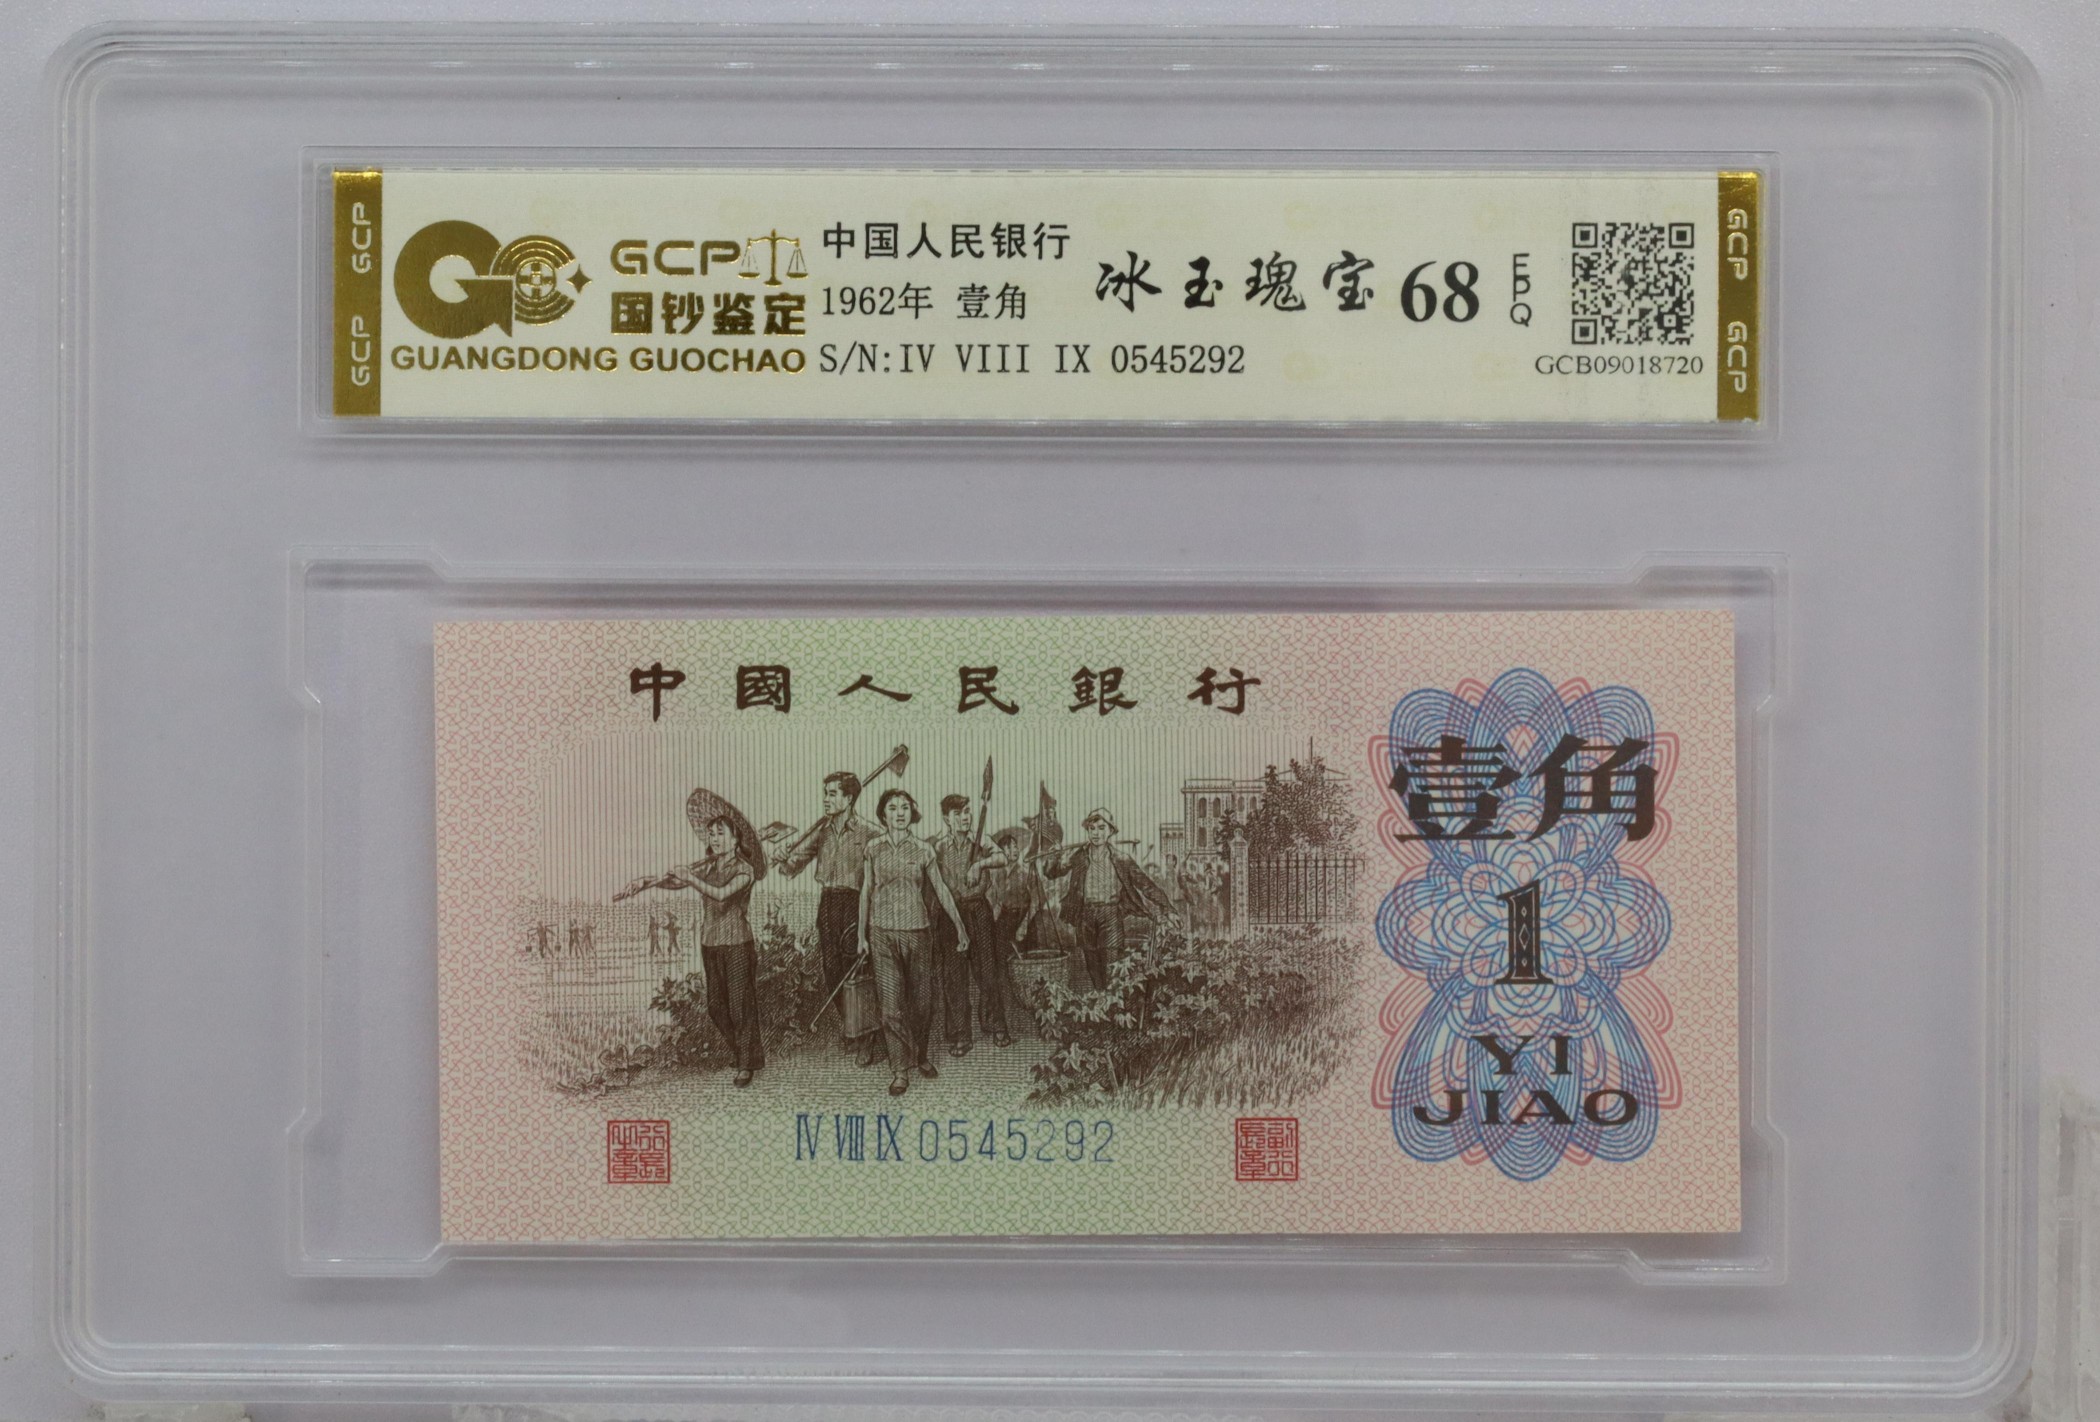 GCP GCP
GCP
国钞鉴定
GUANGDONG GUOCHAO
中国人民银行
1962年 壹角
S/N:IV VIII IX 0545292
冰玉瑰宝 68 EPQ
GCB09018720
GCP GCP
中國人民銀行
壹角
1
YI
JIAO
IV VIII IX 0545292